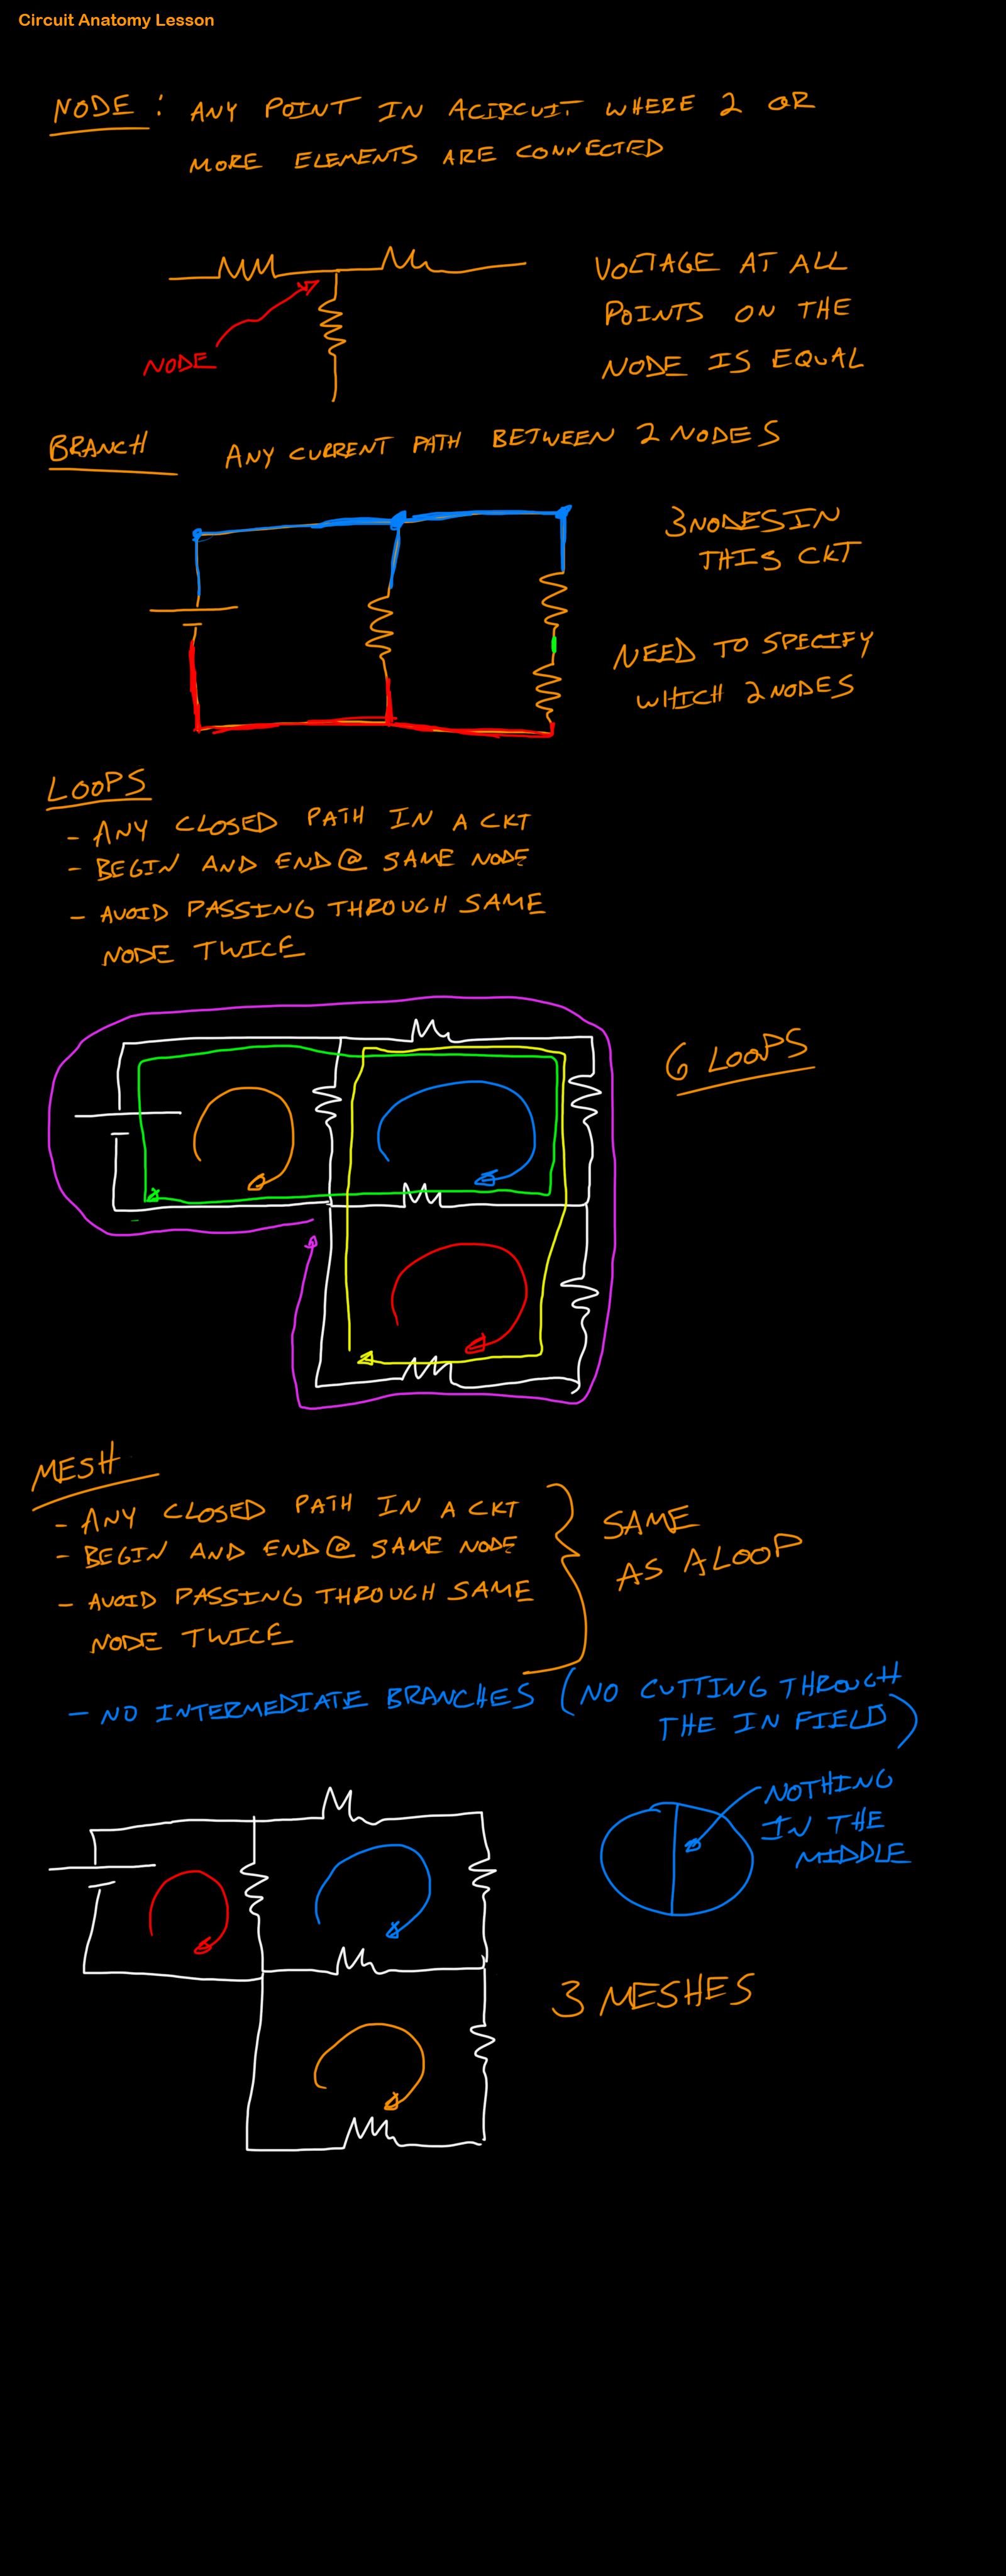 Circuit Anatomy Lesson
NODE : ANY POINT IN A CIRCUIT WHERE 2 OR
MORE ELEMENTS ARE CONNECTED
VOLTAGE AT ALL
POINTS ON THE
NODE IS EQUAL
NODE
BRANCH ANY CURRENT PATH BETWEEN 2 NODES
3 NODES IN
THIS CKT
NEED TO SPECIFY
WHICH 2 NODES
LOOPS
- ANY CLOSED PATH IN A CKT
- BEGIN AND END @ SAME NODE
- AVOID PASSING THROUGH SAME
NODE TWICE
6 LOOPS
MESH
- ANY CLOSED PATH IN A CKT
- BEGIN AND END @ SAME NODE
- AVOID PASSING THROUGH SAME
NODE TWICE
SAME
AS A LOOP
- NO INTERMEDIATE BRANCHES (NO CUTTING THROUGH
THE IN FIELD)
NOTHING
IN THE
MIDDLE
3 MESHES